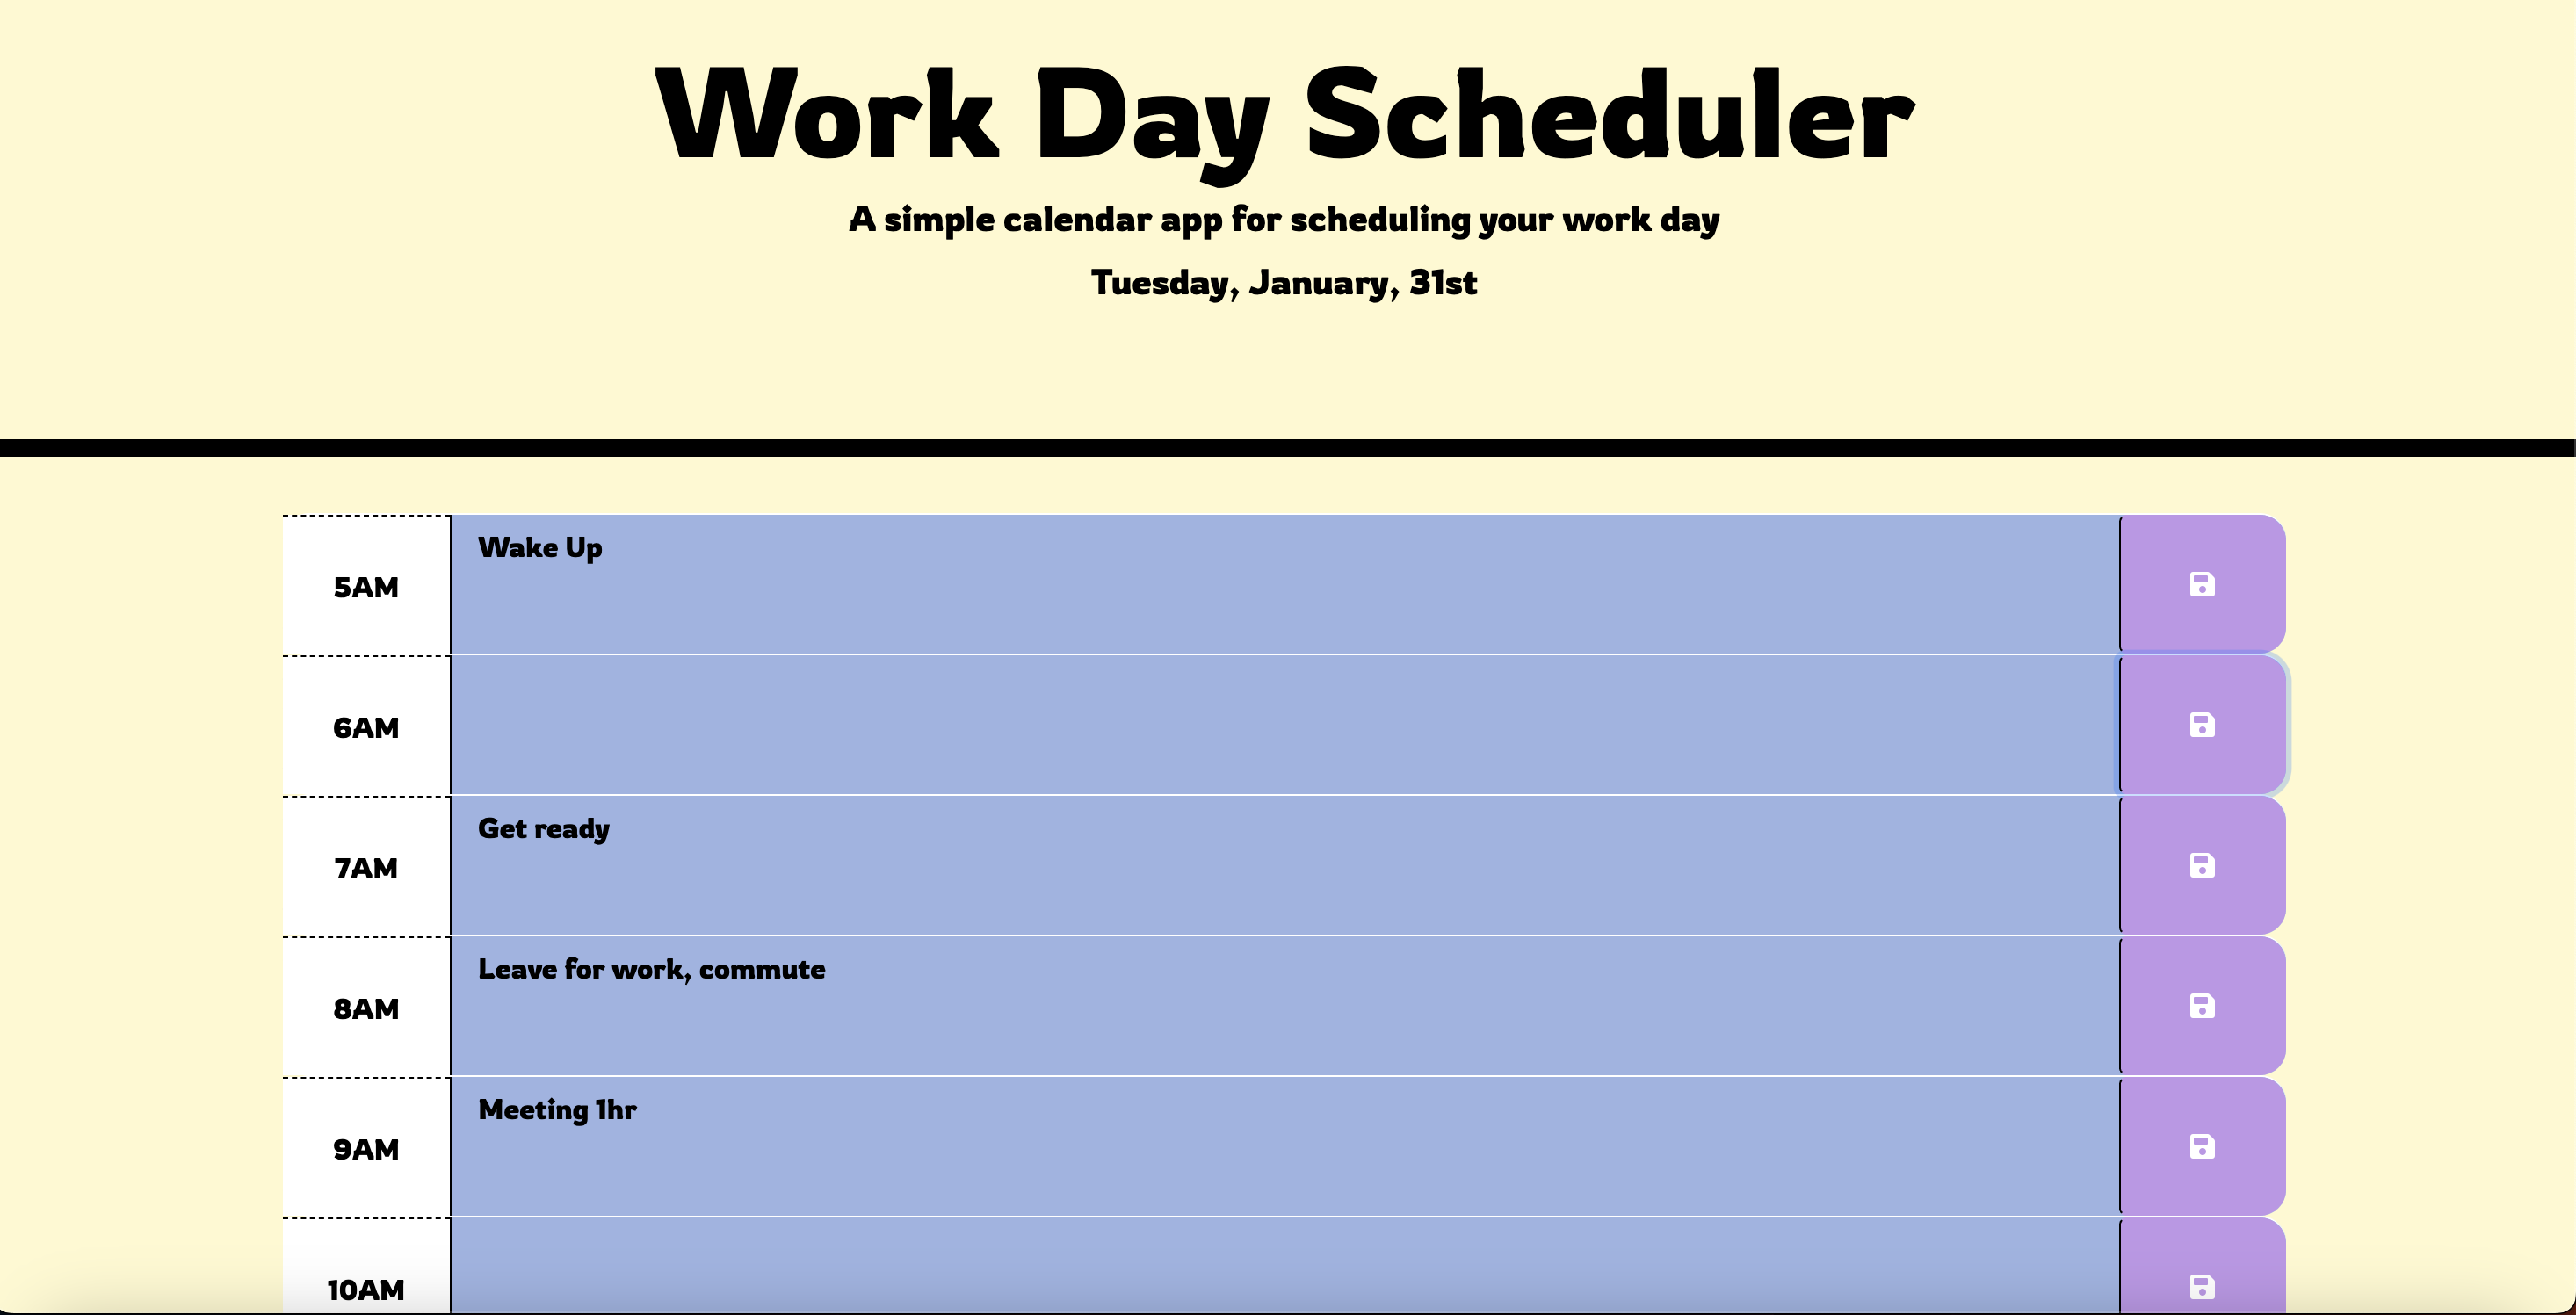 Work Day Scheduler
A simple calendar app for scheduling your work day
Tuesday, January, 31st
5AM
Wake Up
6AM
7AM
Get ready
8AM
Leave for work, commute
9AM
Meeting 1hr
10AM